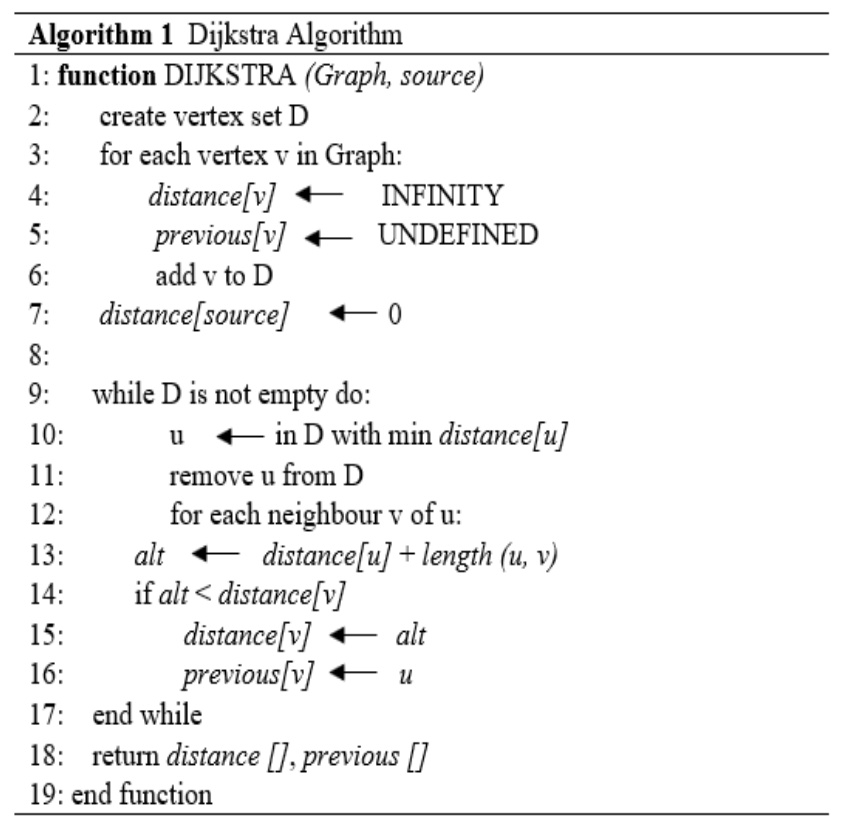 Algorithm 1 Dijkstra Algorithm
1: function DIJKSTRA (Graph, source)
2: create vertex set D
3: for each vertex v in Graph:
4: distance[v] ← INFINITY
5: previous[v] ← UNDEFINED
6: add v to D
7: distance[source] ← 0
8:
9: while D is not empty do:
10: u ← in D with min distance[u]
11: remove u from D
12: for each neighbour v of u:
13: alt ← distance[u] + length (u, v)
14: if alt < distance[v]
15: distance[v] ← alt
16: previous[v] ← u
17: end while
18: return distance [], previous []
19: end function